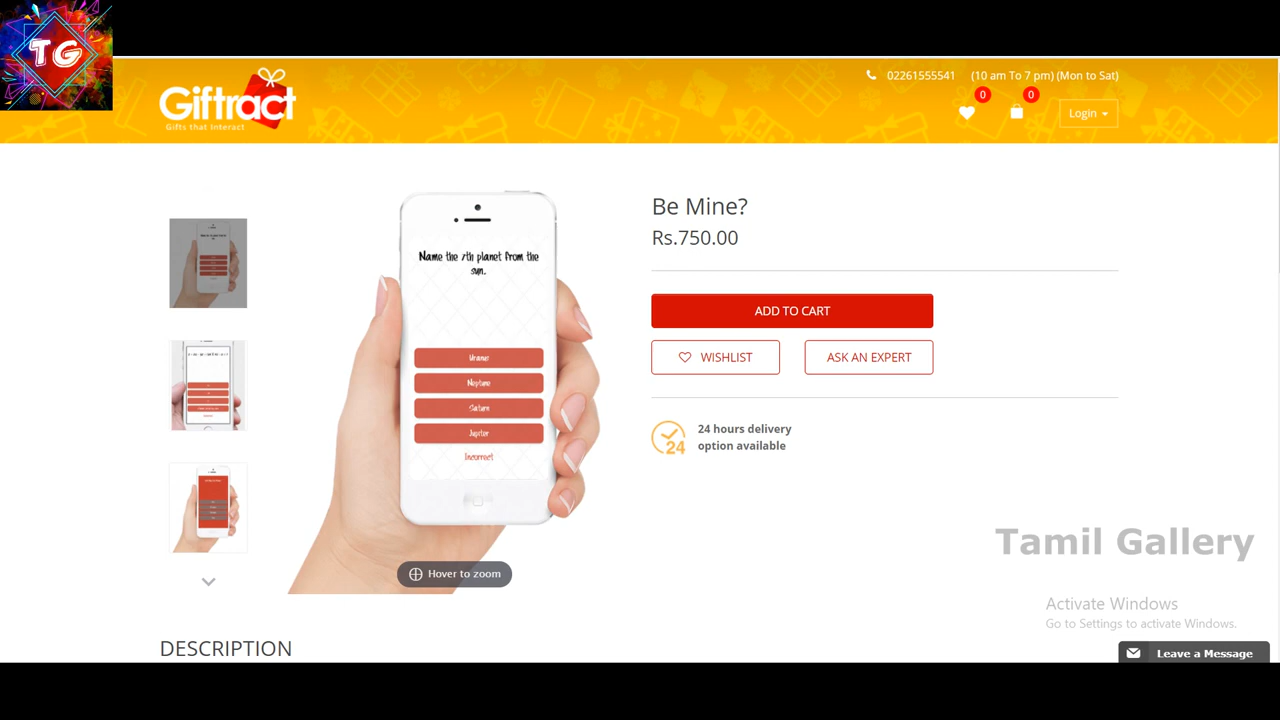 TG
Giftract
Gifts that Interact
02261555541 (10 am To 7 pm) (Mon to Sat)
0 0
Login
Be Mine?
Rs.750.00
Name the 7th planet from the
sun.
ADD TO CART
Uranus
WISHLIST ASK AN EXPERT
Neptune
Saturn
Jupiter
Incorrect
24 hours delivery
option available
24
Hover to zoom
Tamil Gallery
Activate Windows
Go to Settings to activate Windows.
DESCRIPTION
Leave a Message